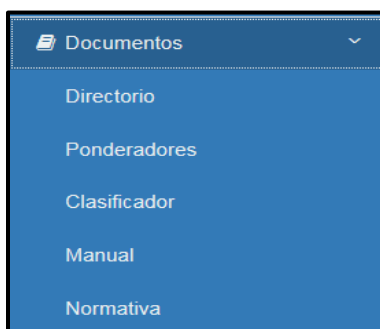 Documentos
Directorio
Ponderadores
Clasificador
Manual
Normativa